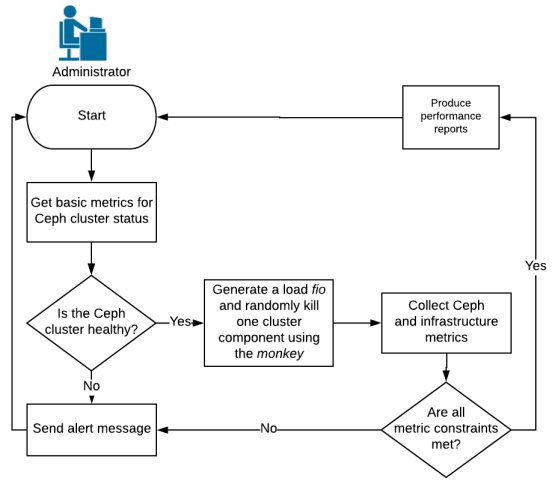 Administrator
Start
Produce
performance
reports
Get basic metrics for
Ceph cluster status
Yes
Is the Ceph
cluster healthy?
Yes
Generate a load fio
and randomly kill
one cluster
component using
the monkey
Collect Ceph
and infrastructure
metrics
No
Send alert message
No
Are all
metric constraints
met?